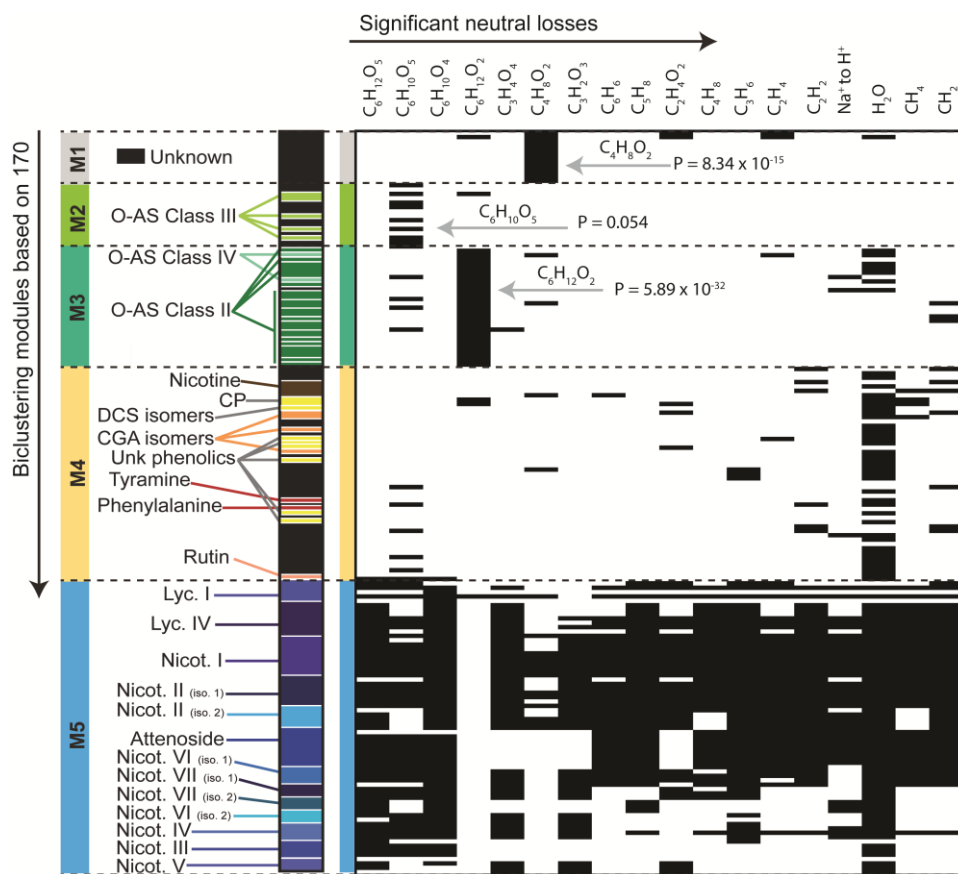 Significant neutral losses
C₆H₁₂O₅
C₆H₁₀O₅
C₆H₁₀O₄
C₆H₁₂O₂
C₃H₄O₄
C₄H₈O₂
C₃H₂O₃
C₆H₆
C₅H₈
C₂H₄O₂
C₄H₈
C₃H₆
C₂H₄
C₂H₂
Na⁺ to H⁺
H₂O
CH₄
CH₂
Biclustering modules based on 170
M1
Unknown
C₄H₈O₂
P = 8.34 x 10⁻¹⁵
M2
O-AS Class III
C₆H₁₀O₅
P = 0.054
M3
O-AS Class IV
O-AS Class II
C₆H₁₂O₂
P = 5.89 x 10⁻³²
M4
Nicotine
CP
DCS isomers
CGA isomers
Unk phenolics
Tyramine
Phenylalanine
Rutin
M5
Lyc. I
Lyc. IV
Nicot. I
Nicot. II (iso. 1)
Nicot. II (iso. 2)
Attenoside
Nicot. VI (iso. 1)
Nicot. VII (iso. 1)
Nicot. VII (iso. 2)
Nicot. VI (iso. 2)
Nicot. IV
Nicot. III
Nicot. V